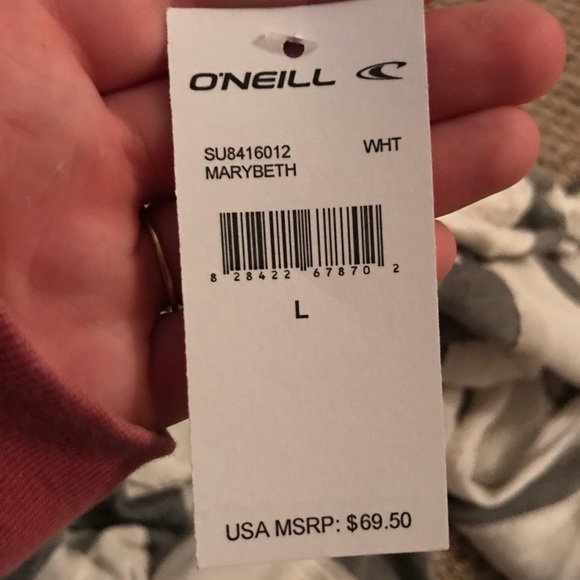 O'NEILL
SU8416012 WHT
MARYBETH
8 28422 67870 2
L
USA MSRP: $69.50